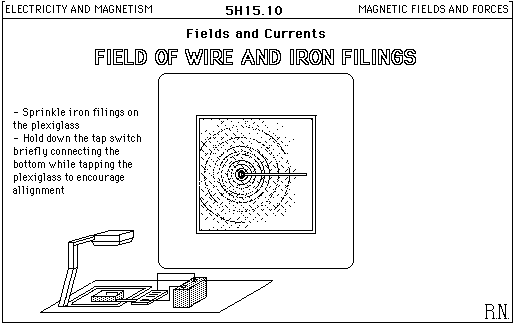 ELECTRICITY AND MAGNETISM
5H15.10
MAGNETIC FIELDS AND FORCES
Fields and Currents
FIELD OF WIRE AND IRON FILINGS
- Sprinkle iron filings on
the plexiglass
- Hold down the tap switch
briefly connecting the
bottom while tapping the
plexiglass to encourage
allignment
R.N.